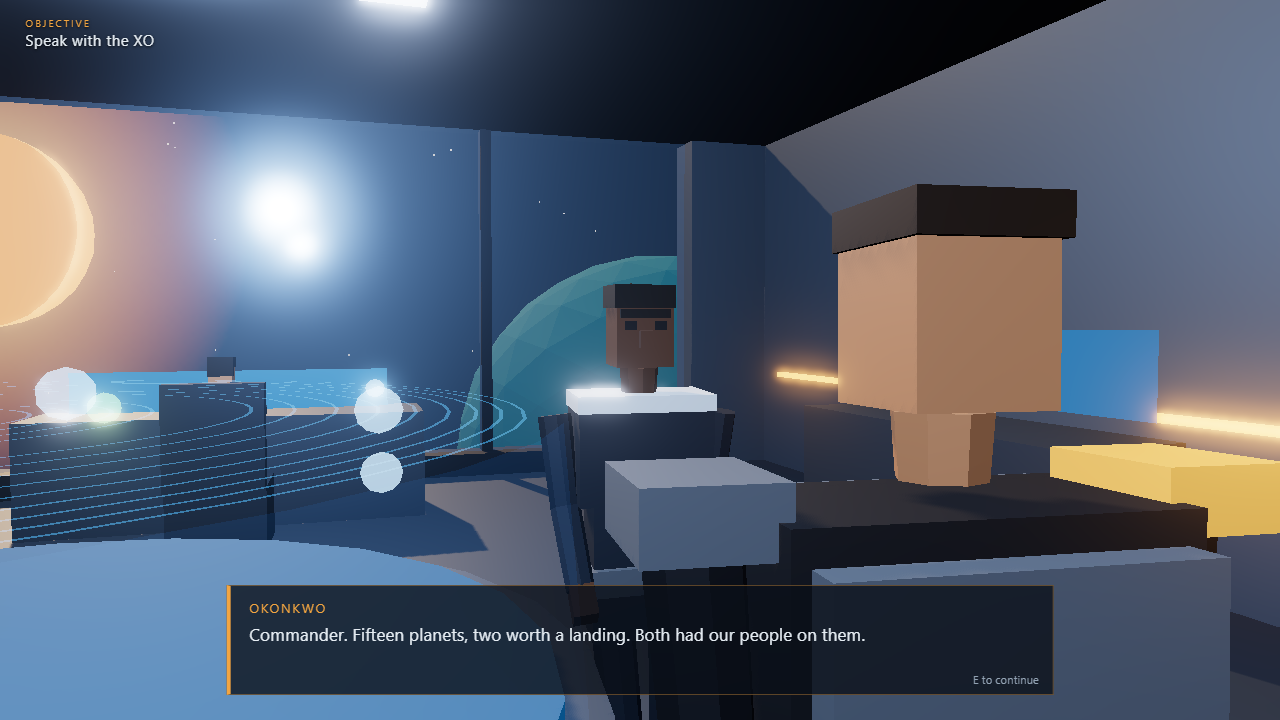 OBJECTIVE
Speak with the XO
OKONKWO
Commander. Fifteen planets, two worth a landing. Both had our people on them.
E to continue